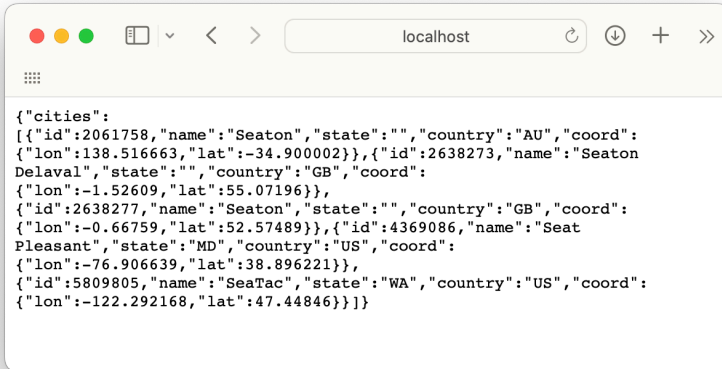 localhost
{"cities":
[{"id":2061758,"name":"Seaton","state":"","country":"AU","coord":
{"lon":138.516663,"lat":-34.900002}},{"id":2638273,"name":"Seaton
Delaval","state":"","country":"GB","coord":
{"lon":-1.52609,"lat":55.07196}},
{"id":2638277,"name":"Seaton","state":"","country":"GB","coord":
{"lon":-0.66759,"lat":52.57489}},{"id":4369086,"name":"Seat
Pleasant","state":"MD","country":"US","coord":
{"lon":-76.906639,"lat":38.896221}},
{"id":5809805,"name":"SeaTac","state":"WA","country":"US","coord":
{"lon":-122.292168,"lat":47.44846}}]}